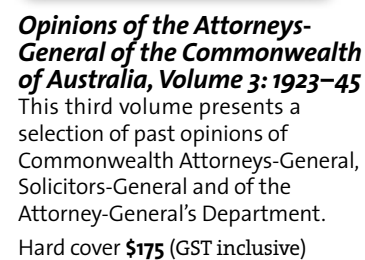 Opinions of the Attorneys-
General of the Commonwealth
of Australia, Volume 3: 1923–45
This third volume presents a
selection of past opinions of
Commonwealth Attorneys-General,
Solicitors-General and of the
Attorney-General’s Department.
Hard cover $175 (GST inclusive)